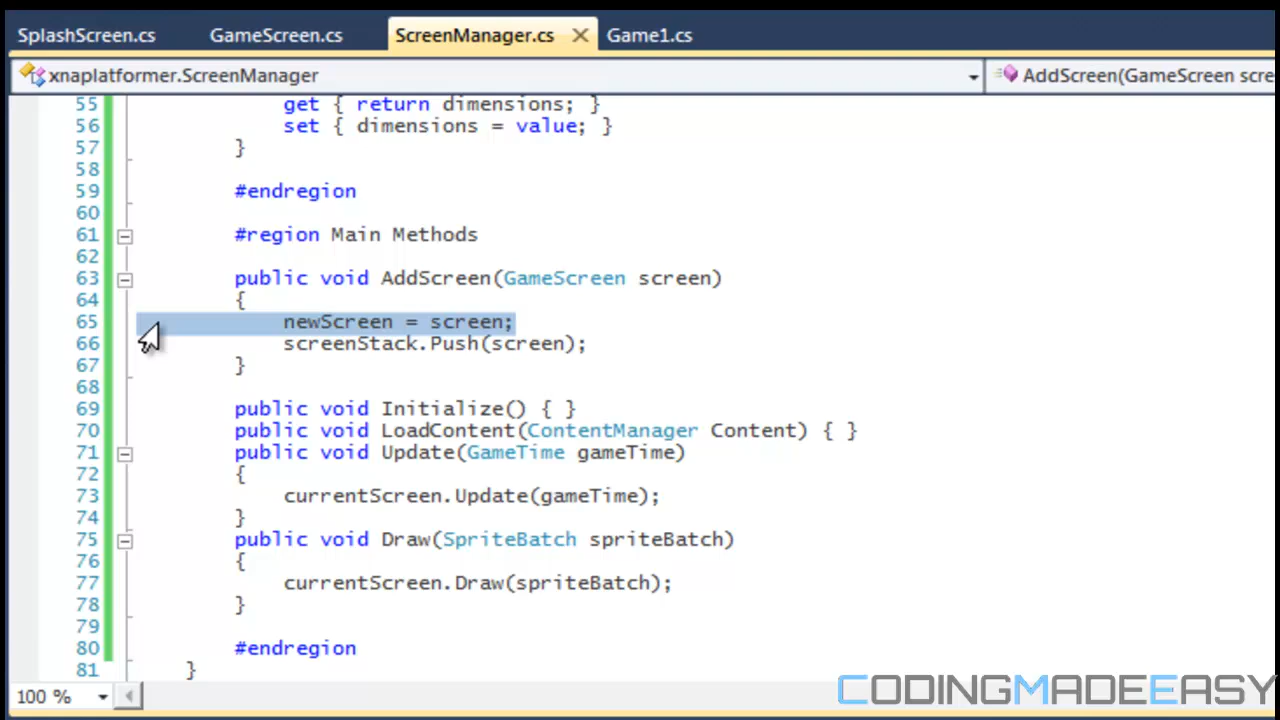 SplashScreen.cs GameScreen.cs ScreenManager.cs Game1.cs
xnaplatformer.ScreenManager AddScreen(GameScreen scre
55 get { return dimensions; }
56 set { dimensions = value; }
57 }
58
59 #endregion
60
61 #region Main Methods
62
63 public void AddScreen(GameScreen screen)
64 {
65 newScreen = screen;
66 screenStack.Push(screen);
67 }
68
69 public void Initialize() { }
70 public void LoadContent(ContentManager Content) { }
71 public void Update(GameTime gameTime)
72 {
73 currentScreen.Update(gameTime);
74 }
75 public void Draw(SpriteBatch spriteBatch)
76 {
77 currentScreen.Draw(spriteBatch);
78 }
79
80 #endregion
81 }
100 %
CODINGMADEEASY